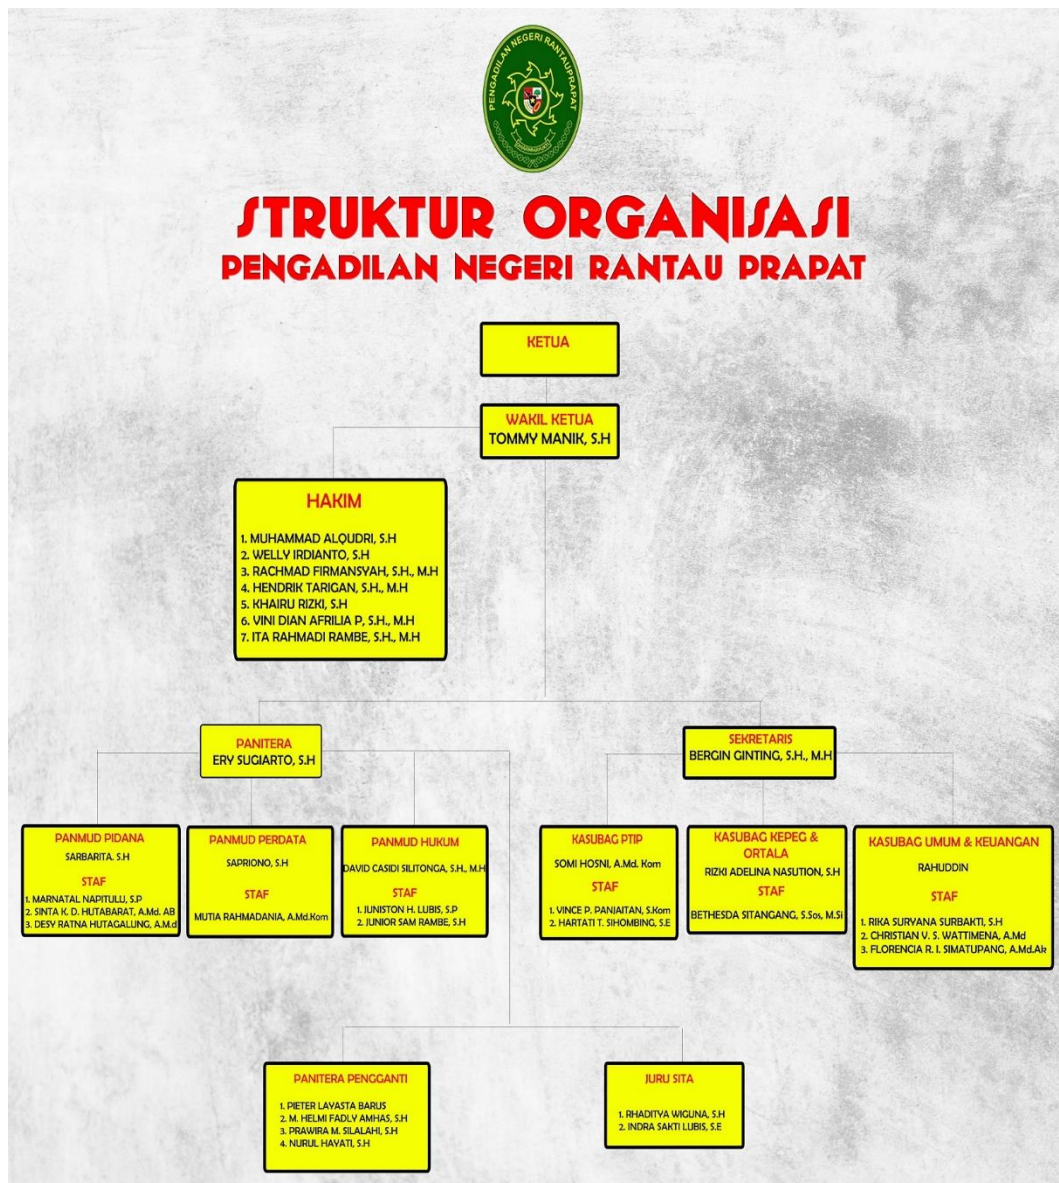 PENGADILAN NEGERI RANTAUPRAPAT
STRUKTUR ORGANISASI
PENGADILAN NEGERI RANTAU PRAPAT
KETUA
WAKIL KETUA
TOMMY MANIK, S.H
HAKIM
1. MUHAMMAD ALQUDRI, S.H
2. WELLY IRDIANTO, S.H
3. RACHMAD FIRMANSYAH, S.H., M.H
4. HENDRIK TARIGAN, S.H., M.H
5. KHAIRU RIZKI, S.H
6. VINI DIAN AFRILIA P, S.H., M.H
7. ITA RAHMADI RAMBE, S.H., M.H
PANITERA
ERY SUGIARTO, S.H
SEKRETARIS
BERGIN GINTING, S.H., M.H
PANMUD PIDANA
SARBARITA. S.H
STAF
1. MARNATAL NAPITULU, S.P
2. SINTA K. D. HUTABARAT, A.Md. AB
3. DESY RATNA HUTAGALUNG, A.M.d
PANMUD PERDATA
SAPRIONO, S.H
STAF
MUTIA RAHMADANIA, A.Md.Kom
PANMUD HUKUM
DAVID CASIDI SILITONGA, S.H., M.H
STAF
1. JUNISTON H. LUBIS, S.P
2. JUNIOR SAM RAMBE, S.H
KASUBAG PTIP
SOMI HOSNI, A.Md. Kom
STAF
1. VINCE P. PANJAITAN, S.Kom
2. HARTATI T. SIHOMBING, S.E
KASUBAG KEPEG &
ORTALA
RIZKI ADELINA NASUTION, S.H
STAF
BETHESDA SITANGANG, S.Sos, M.Si
KASUBAG UMUM & KEUANGAN
RAHUDDIN
STAF
1. RIKA SURYANA SURBAKTI, S.H
2. CHRISTIAN V. S. WATTIMENA, A.Md
3. FLORENCIA R. I. SIMATUPANG, A.Md.Ak
PANITERA PENGGANTI
1. PIETER LAYASTA BARUS
2. M. HELMI FADLY AMHAS, S.H
3. PRAWIRA M. SILALAHI, S.H
4. NURUL HAYATI, S.H
JURU SITA
1. RHADITYA WIGUNA, S.H
2. INDRA SAKTI LUBIS, S.E